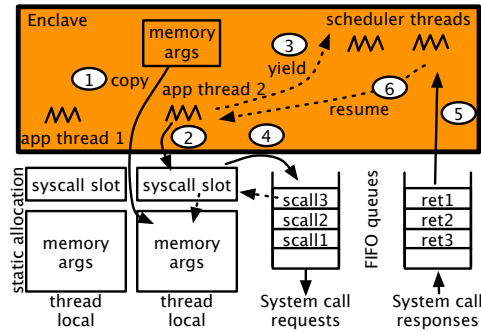 Enclave
scheduler threads
memory
args
3
yield
1
copy
app thread 2
6
resume
app thread 1
2
4
5
static allocation
syscall slot
syscall slot
memory
args
memory
args
thread
local
thread
local
scall3
scall2
scall1
System call
requests
FIFO queues
ret1
ret2
ret3
System call
responses